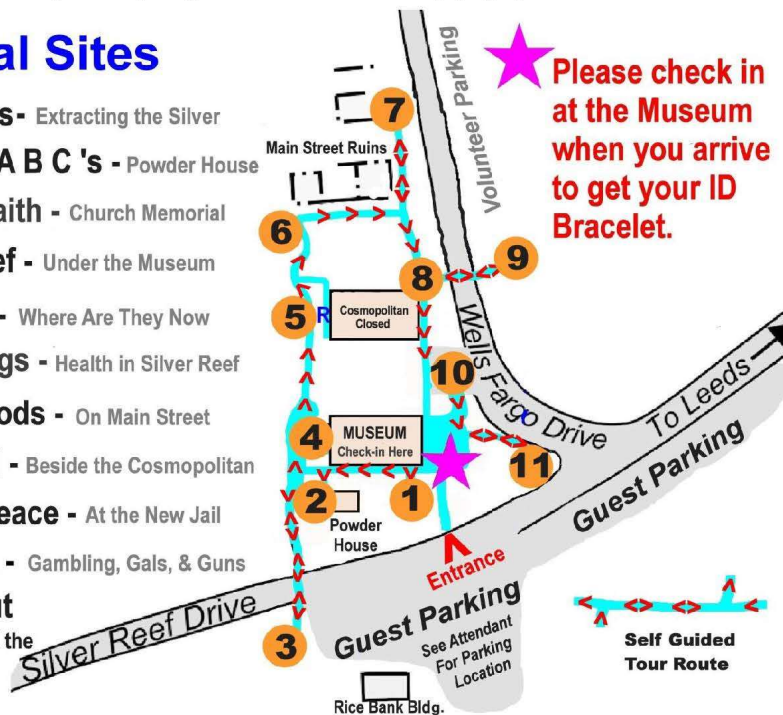 al Sites
s- Extracting the Silver
A B C 's - Powder House
aith - Church Memorial
ef - Under the Museum
- Where Are They Now
gs - Health in Silver Reef
ods - On Main Street
- Beside the Cosmopolitan
eace - At the New Jail
- Gambling, Gals, & Guns
ut
the
Please check in
at the Museum
when you arrive
to get your ID
Bracelet.
Volunteer Parking
7
Main Street Ruins
6
8
9
5
R
Cosmopolitan
Closed
Wells Fargo Drive
10
To Leeds
4
MUSEUM
Check-in Here
11
Guest Parking
2
1
Powder
House
Entrance
Silver Reef Drive
3
Guest Parking
See Attendant
For Parking
Location
Self Guided
Tour Route
Rice Bank Bldg.